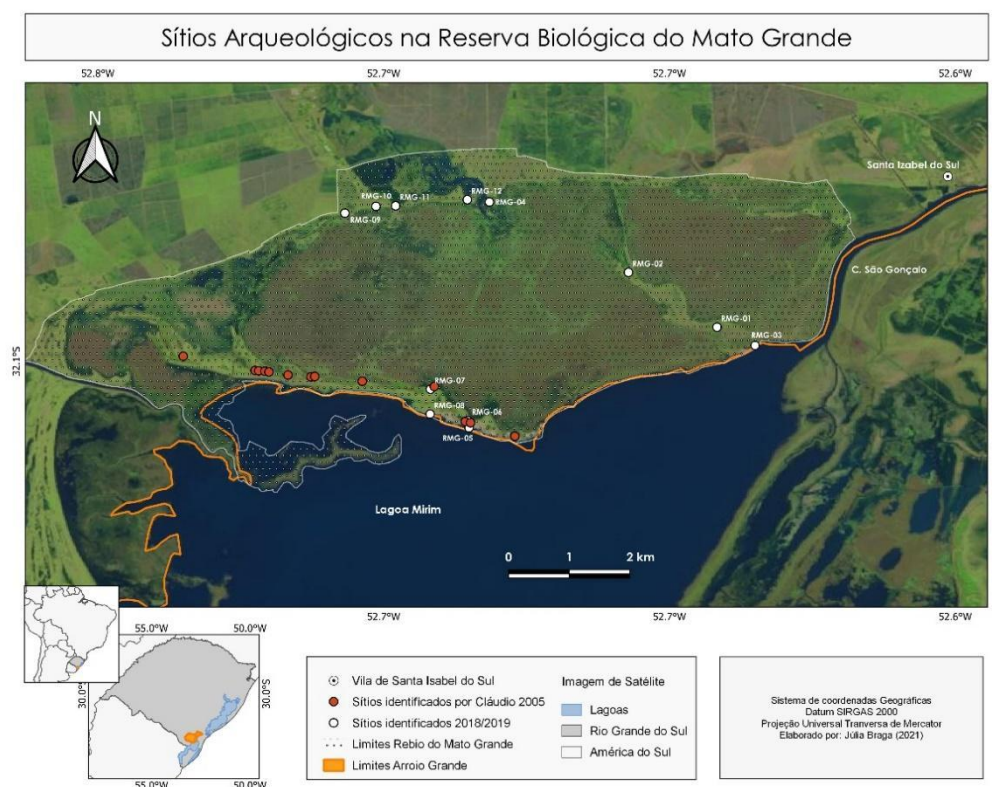 Sítios Arqueológicos na Reserva Biológica do Mato Grande
52.8°W
52.7°W
52.7°W
52.6°W
N
Santa Izabel do Sul
RMG-12
RMG-10
RMG-11
RMG-04
RMG-09
C. São Gonçalo
RMG-02
RMG-01
RMG-03
32.1°S
RMG-07
RMG-08
RMG-06
RMG-05
Lagoa Mirim
0 1 2 km
52.7°W
52.7°W
52.6°W
55.0°W
50.0°W
30.0°S
30.0°S
55.0°W
50.0°W
Vila de Santa Isabel do Sul
Sítios identificados por Cláudio 2005
Sítios identificados 2018/2019
Limites Rebio do Mato Grande
Limites Arroio Grande
Imagem de Satélite
Lagoas
Rio Grande do Sul
América do Sul
Sistema de coordenadas Geográficas
Datum SIRGAS 2000
Projeção Universal Tranversa de Mercator
Elaborado por: Júlia Braga (2021)